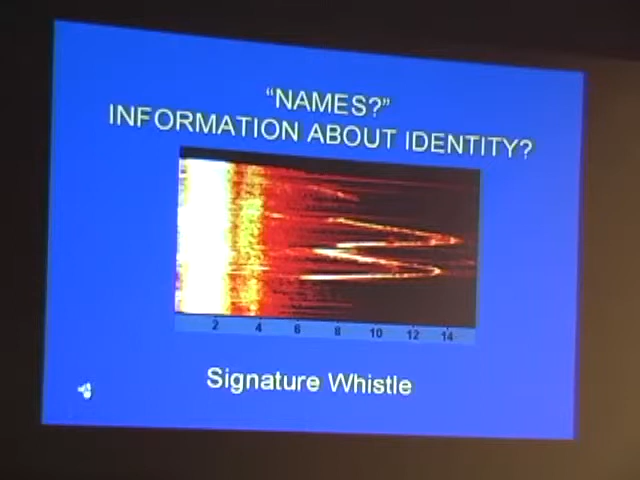 “NAMES?”
INFORMATION ABOUT IDENTITY?
2 4 6 8 10 12 14
Signature Whistle